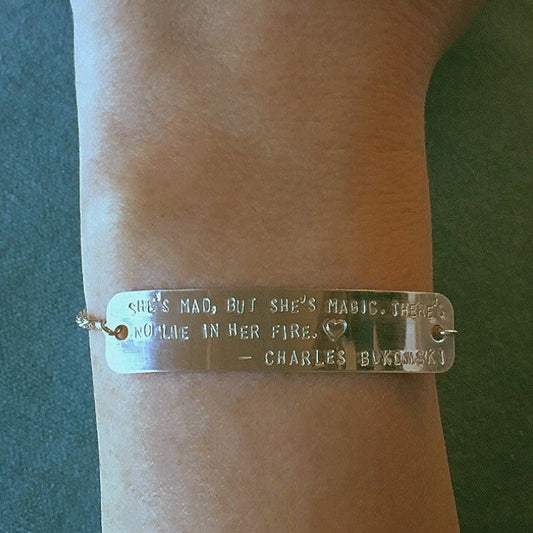 SHE'S MAD, BUT SHE'S MAGIC. THERE'S
NO LIE IN HER FIRE.
— CHARLES BUKOWSKI